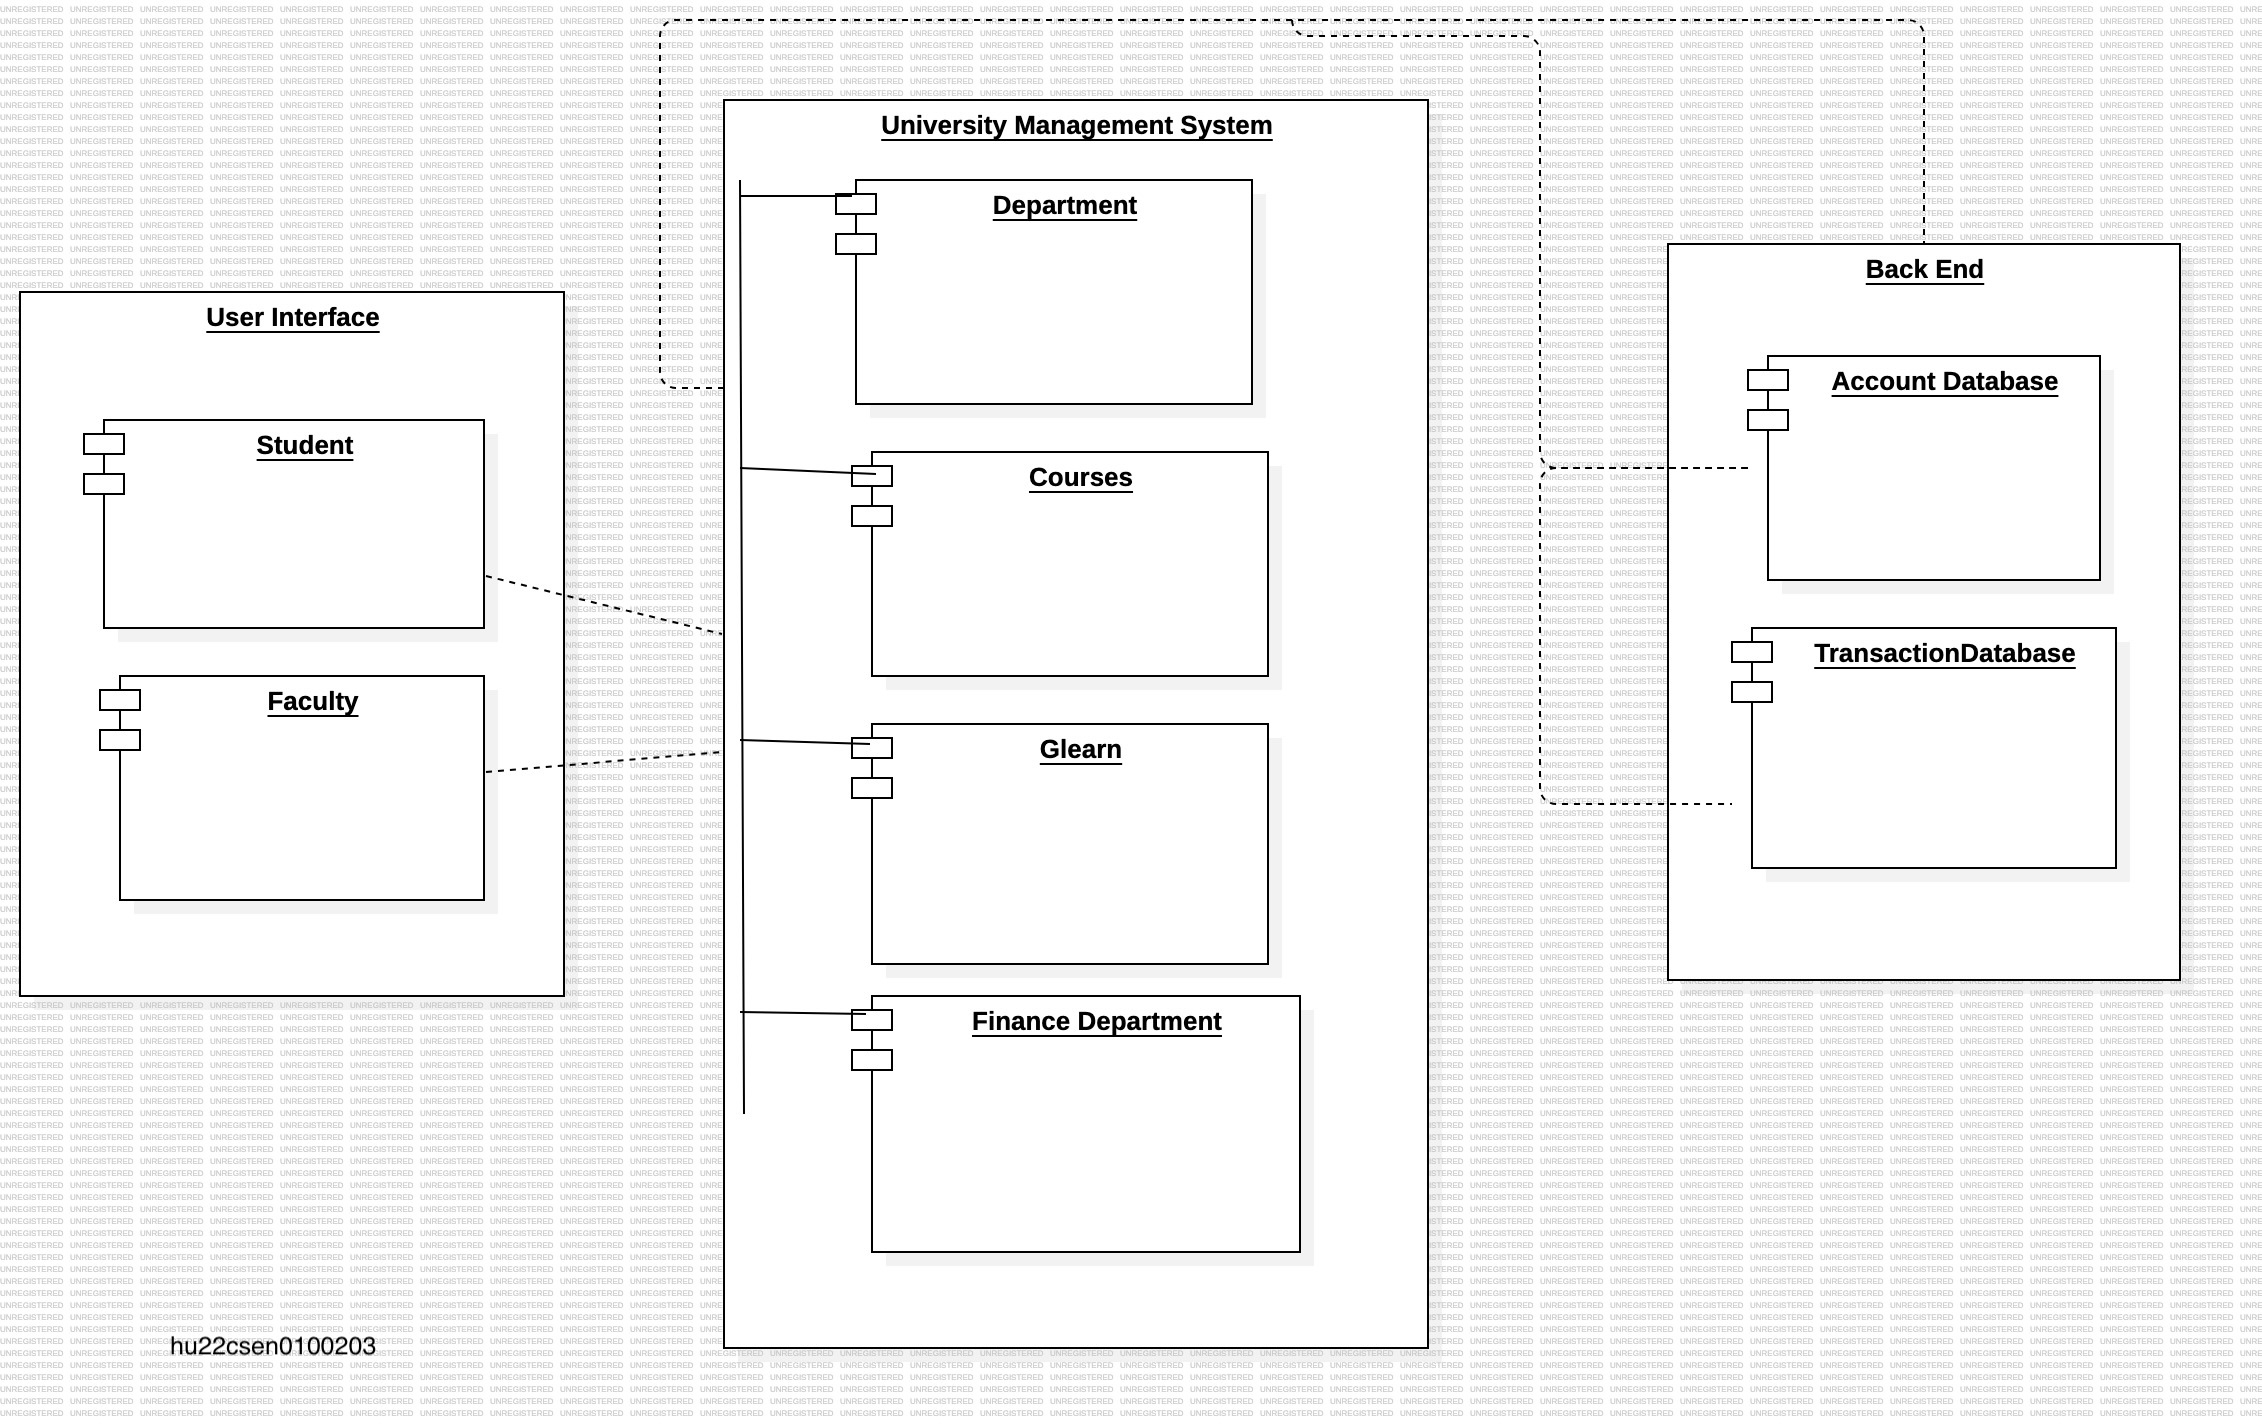 University Management System
Department
Back End
User Interface
Account Database
Student
Courses
TransactionDatabase
Faculty
Glearn
Finance Department
hu22csen0100203
UNREGISTERED